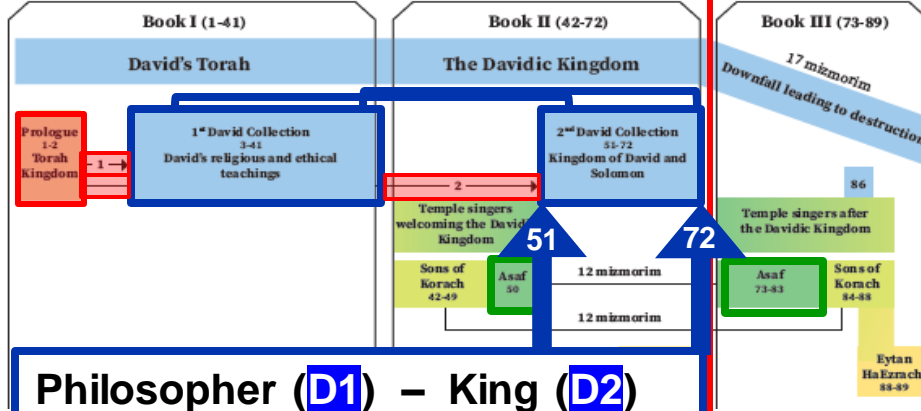 Book I (1-41)
Book II (42-72)
Book III (73-89)
David's Torah
The Davidic Kingdom
17 mizmorim
Downfall leading to destruction
Prologue
1-2
Torah
Kingdom
1
1st David Collection
3-41
David's religious and ethical
teachings
2
2nd David Collection
51-72
Kingdom of David and
Solomon
86
Temple singers
welcoming the David
Kingdom
51
72
Temple singers after
the Davidic Kingdom
Sons of
Korach
42-49
Asaf
50
12 mizmorim
Asaf
73-83
Sons of
Korach
84-88
12 mizmorim
Eytan
HaEzrach
88-89
Philosopher (D1) – King (D2)